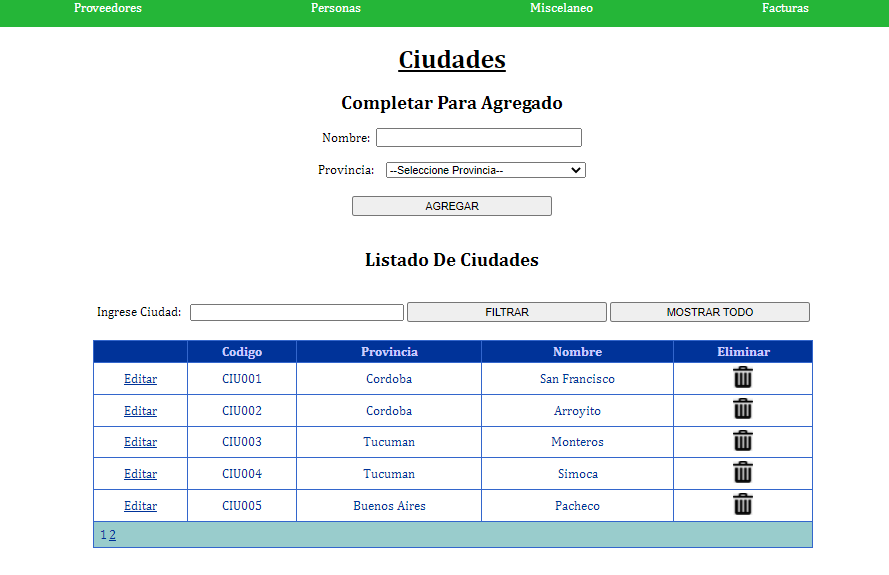 Proveedores Personas Miscelaneo Facturas
Ciudades
Completar Para Agregado
Nombre:
Provincia: --Seleccione Provincia--
AGREGAR
Listado De Ciudades
Ingrese Ciudad: FILTRAR MOSTRAR TODO
Codigo Provincia Nombre Eliminar
Editar CIU001 Cordoba San Francisco
Editar CIU002 Cordoba Arroyito
Editar CIU003 Tucuman Monteros
Editar CIU004 Tucuman Simoca
Editar CIU005 Buenos Aires Pacheco
1 2